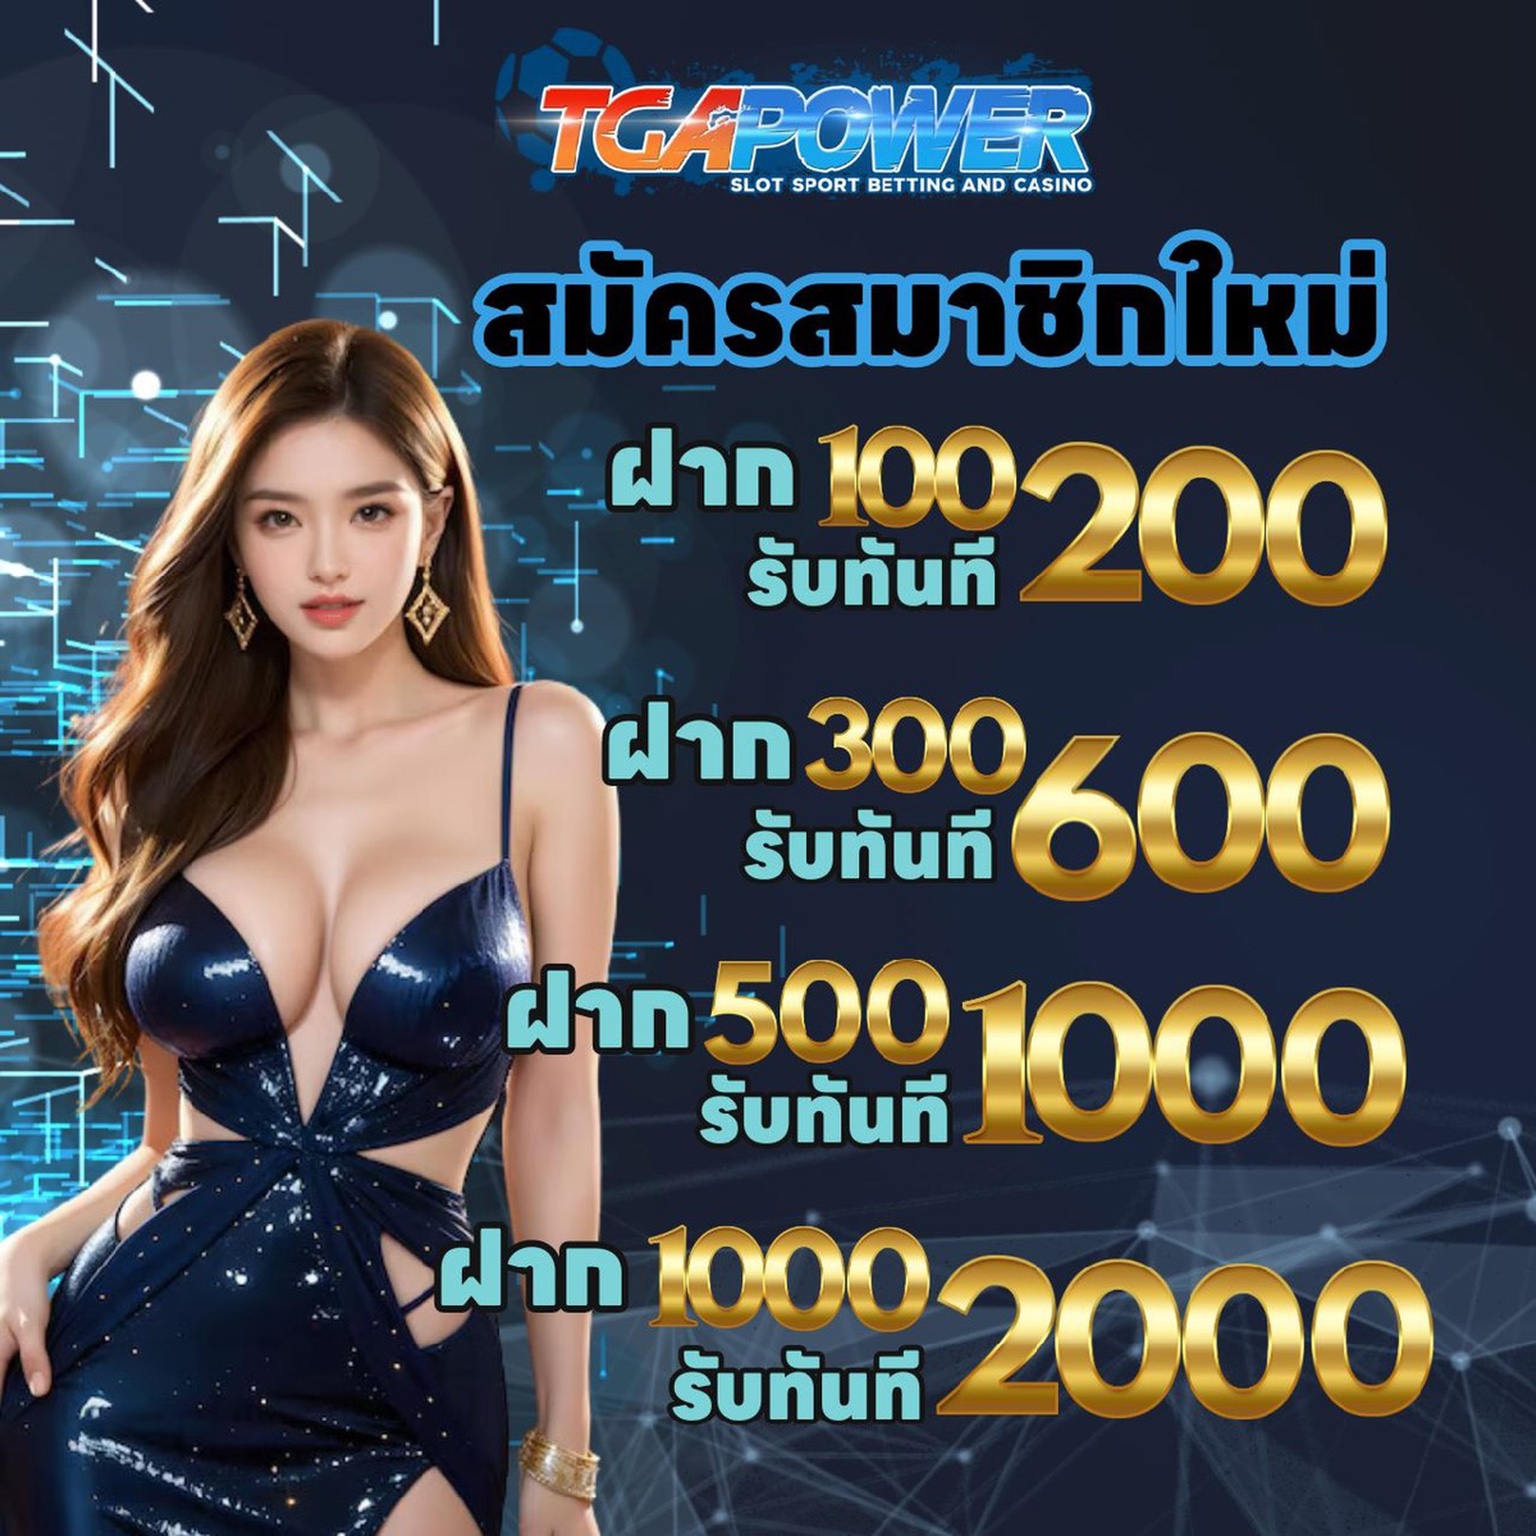 TGAPOWER
SLOT SPORT BETTING AND CASINO
สมัครสมาชิกใหม่
ฝาก 100
รับทันที 200
ฝาก 300
รับทันที 600
ฝาก 500
รับทันที 1000
ฝาก 1000
รับทันที 2000